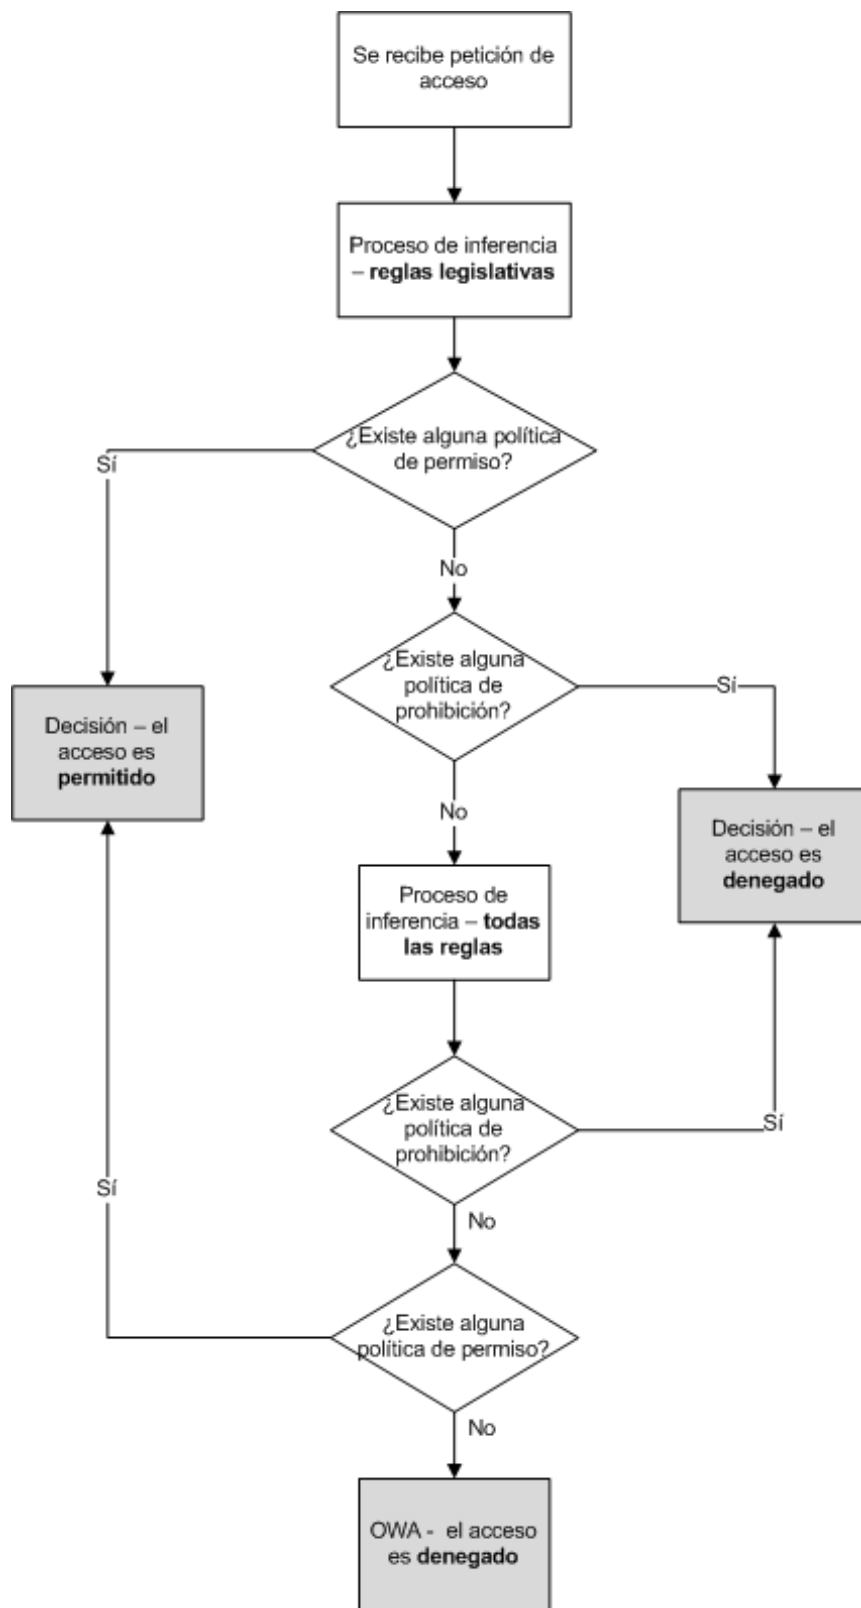 Se recibe petición de
acceso
Proceso de inferencia
– reglas legislativas
¿Existe alguna política
de permiso?
Sí
No
¿Existe alguna
política de
prohibición?
Sí
Decisión – el
acceso es
permitido
No
Decisión – el
acceso es
denegado
Proceso de
inferencia – todas
las reglas
¿Existe alguna
política de
prohibición?
Sí
Sí
No
¿Existe alguna
política de permiso?
No
OWA - el acceso
es denegado